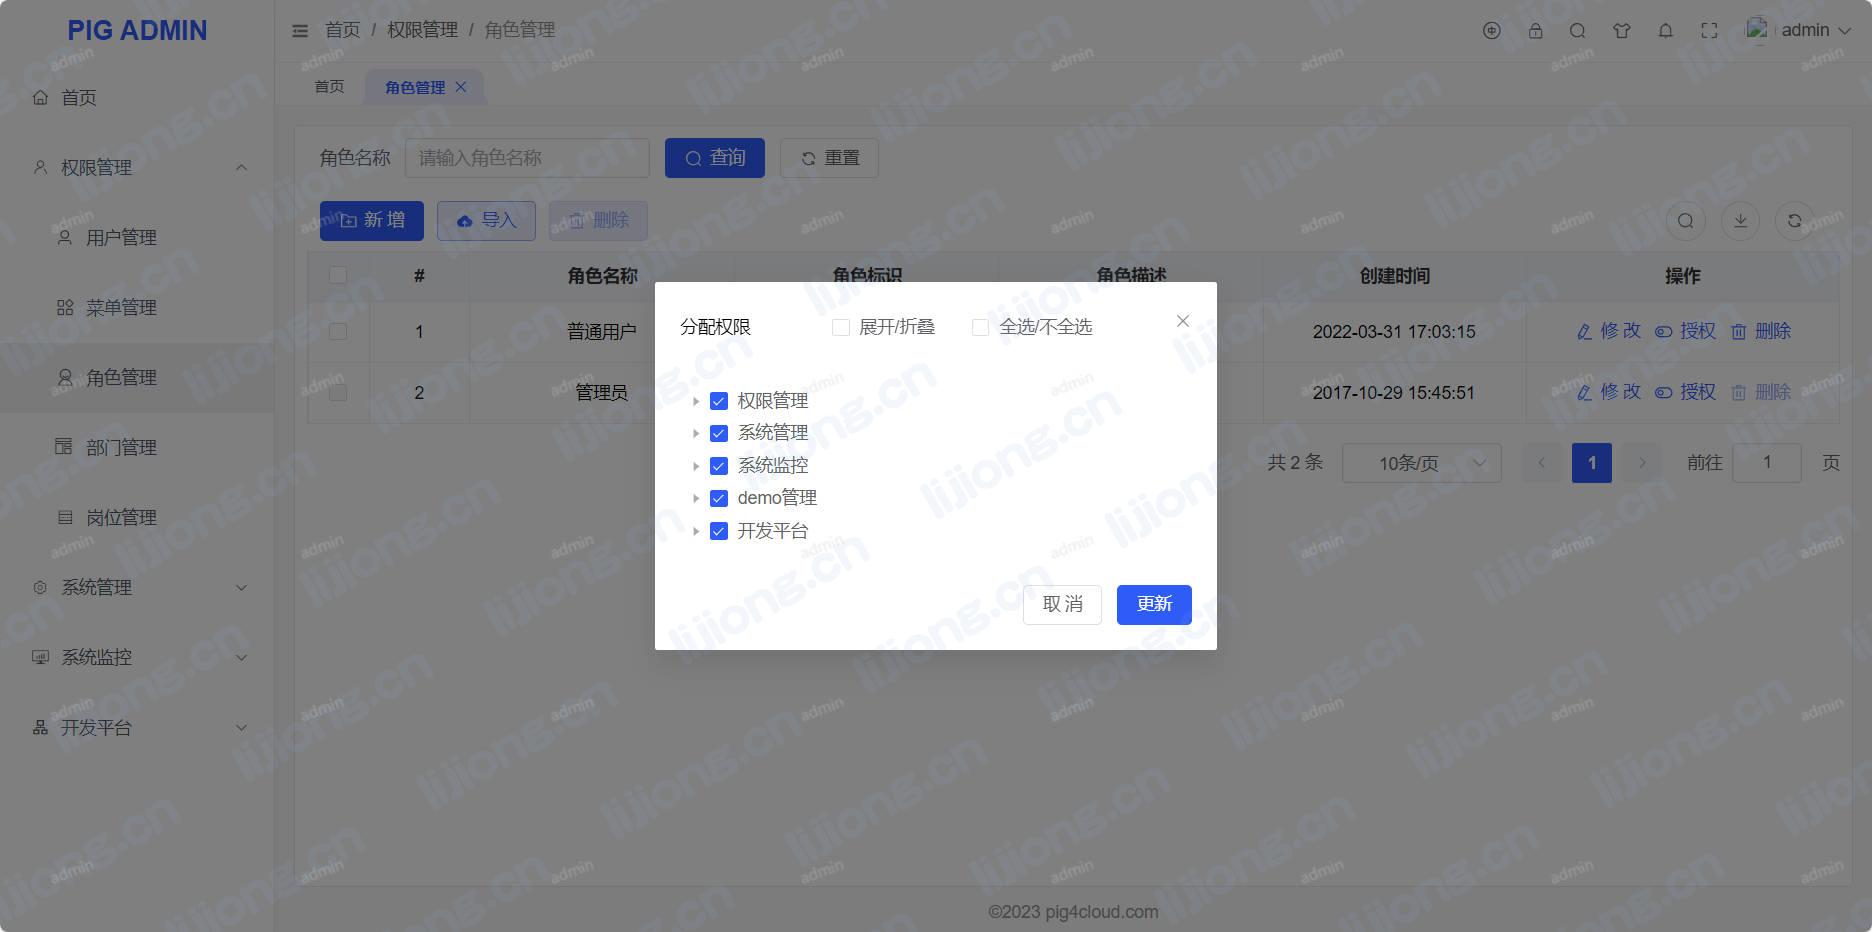 PIG ADMIN
首页 / 权限管理 / 角色管理
admin
首页 角色管理
首页
权限管理
用户管理
菜单管理
角色管理
部门管理
岗位管理
系统管理
系统监控
开发平台
角色名称 请输入角色名称 查询 重置
新增 导入 删除
# 角色名称 角色标识 角色描述 创建时间 操作
1 普通用户 2022-03-31 17:03:15 修改 授权 删除
2 管理员 2017-10-29 15:45:51 修改 授权 删除
共 2 条 10条/页 1 前往 1 页
分配权限 展开/折叠 全选/不全选
权限管理
系统管理
系统监控
demo管理
开发平台
取消 更新
©2023 pig4cloud.com
admin
lijiong.cn